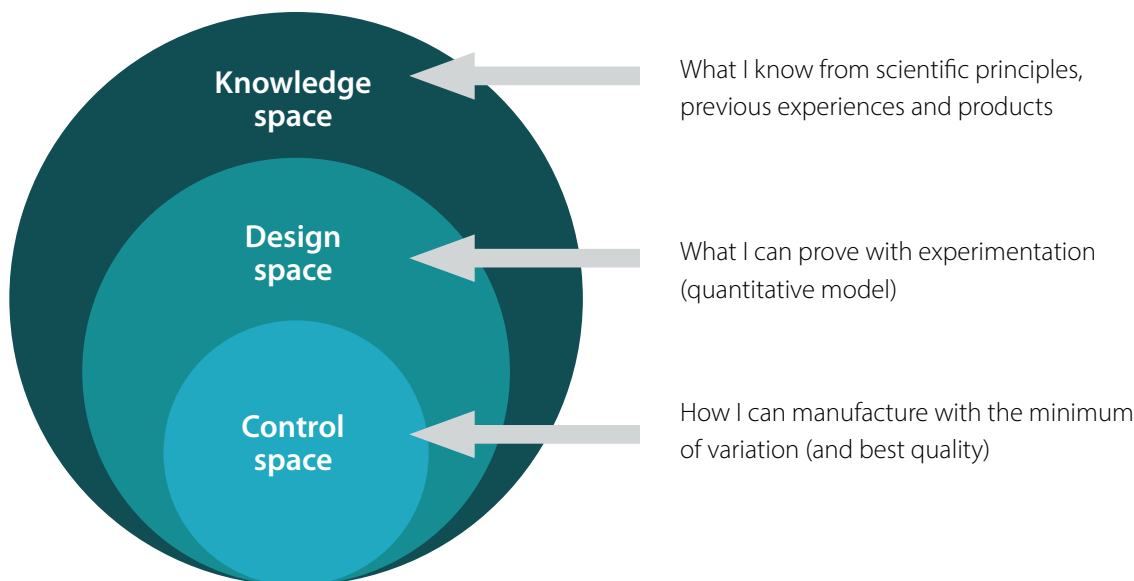 Knowledge
space
What I know from scientific principles,
previous experiences and products
Design
space
What I can prove with experimentation
(quantitative model)
Control
space
How I can manufacture with the minimum
of variation (and best quality)